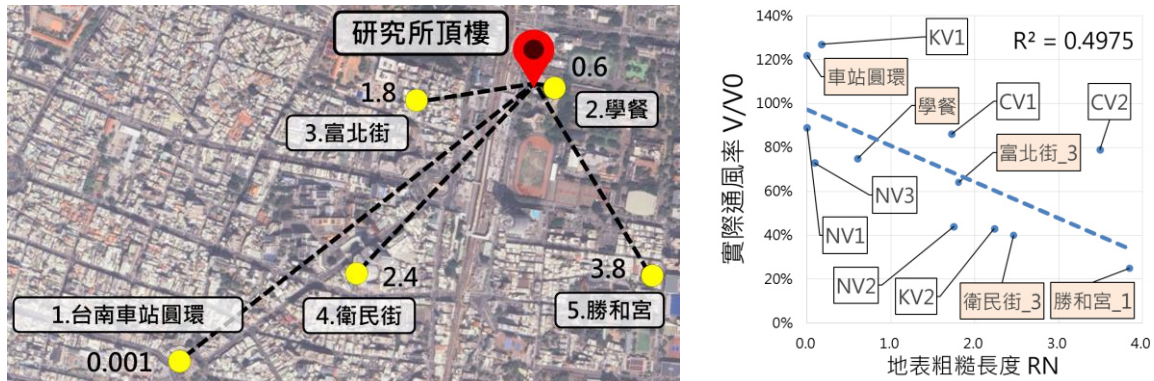 研究所頂樓
0.6
2.學餐
1.8
3.富北街
2.4
4.衛民街
3.8
5.勝和宮
1.台南車站圓環
0.001
實際通風率 V/V0
140%
120%
100%
80%
60%
40%
20%
0%
R² = 0.4975
KV1
車站圓環
學餐
CV1
CV2
富北街_3
NV3
NV1
NV2
KV2
衛民街_3
勝和宮_1
0.0
1.0
2.0
3.0
4.0
地表粗糙長度 RN